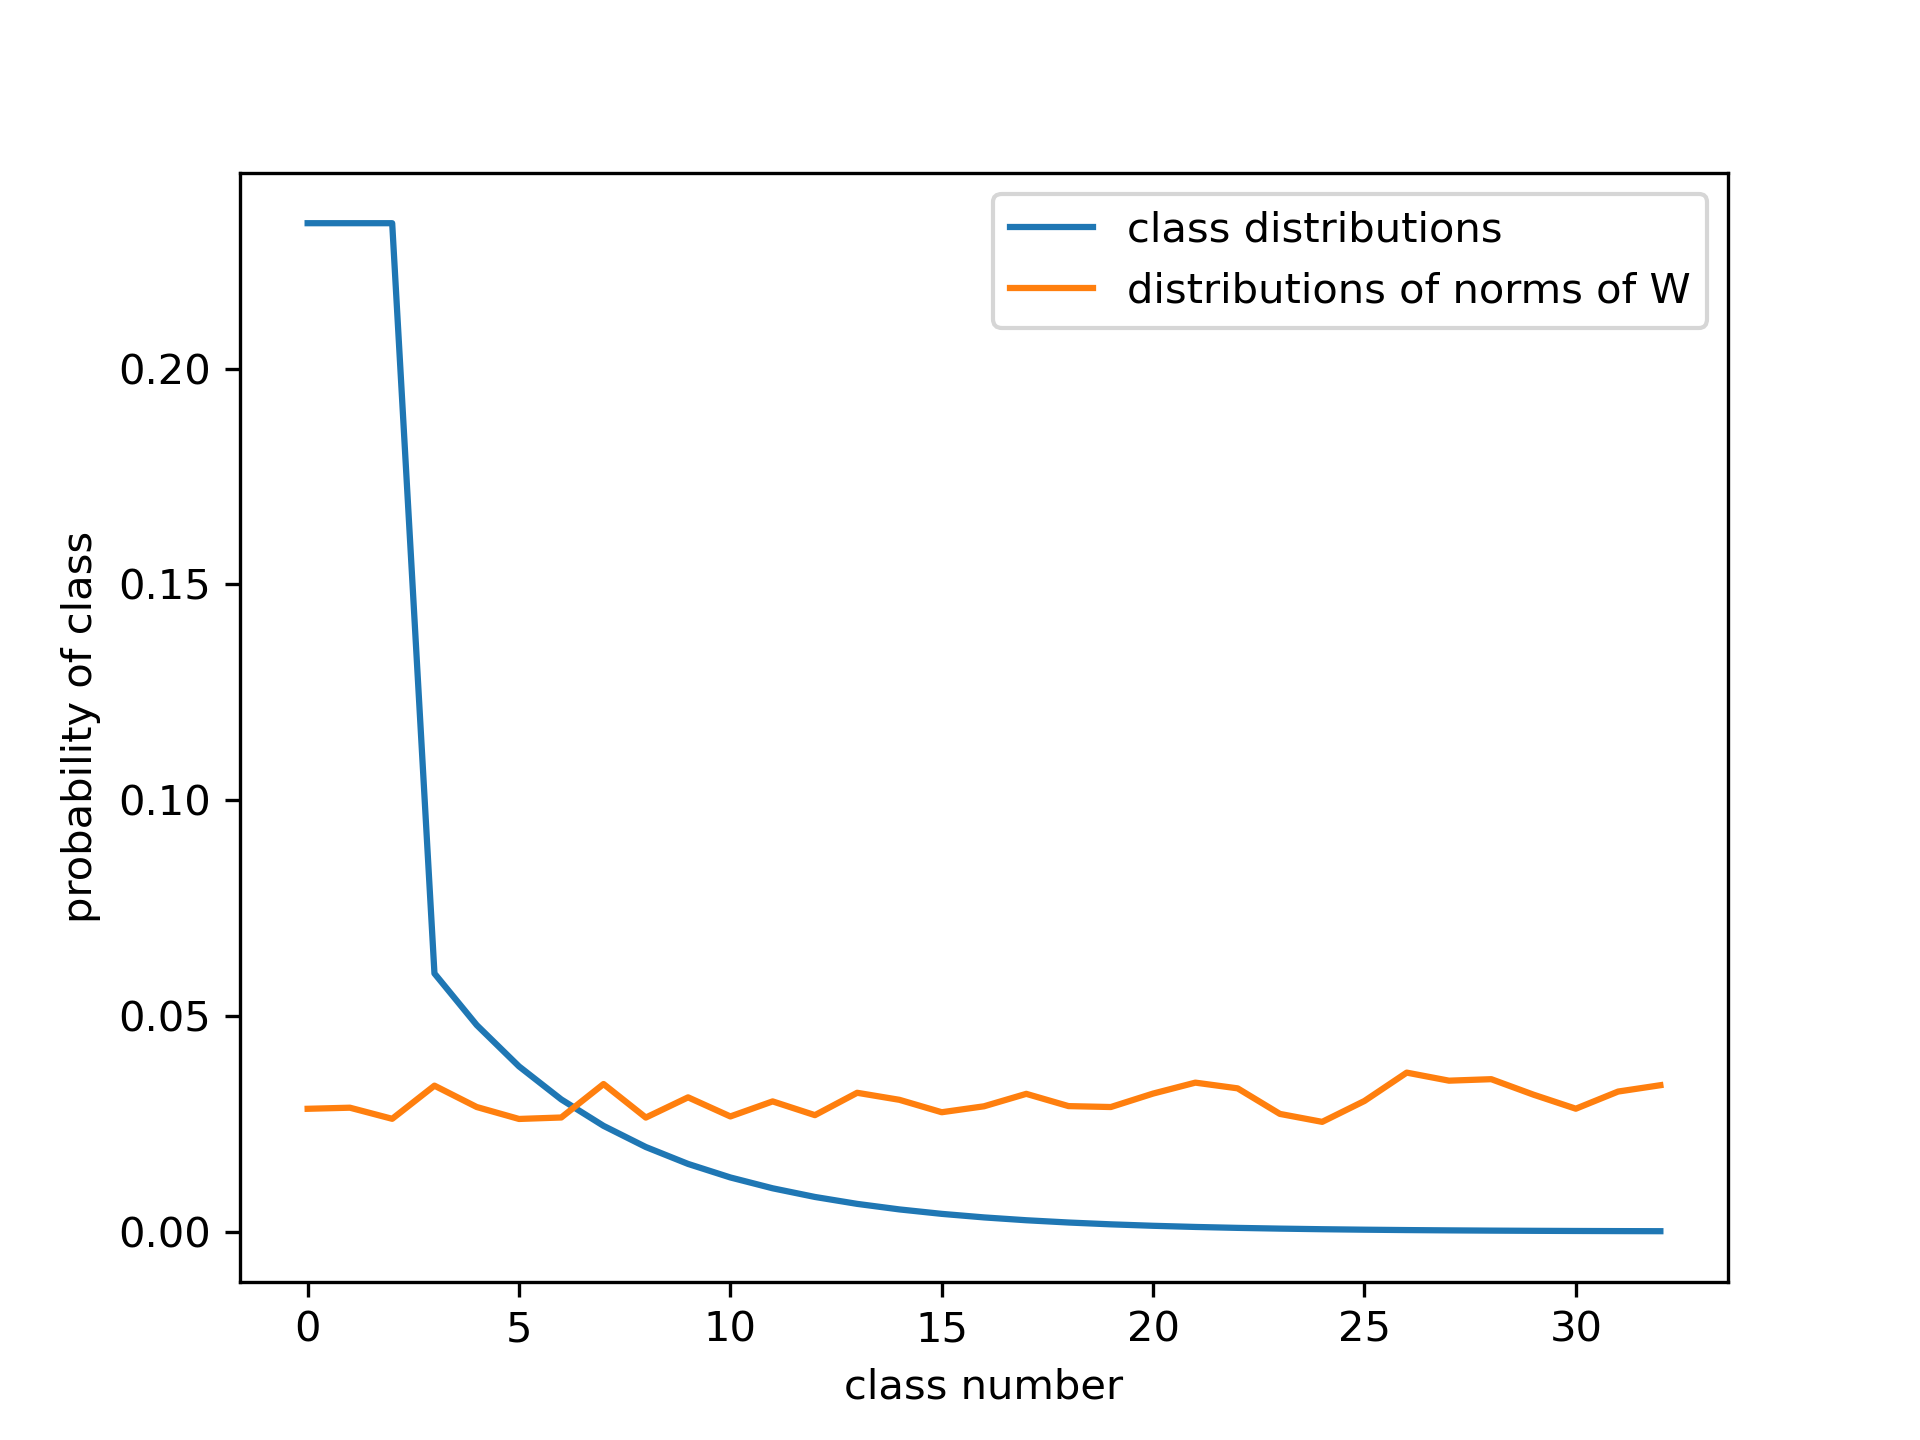 class distributions
distributions of norms of W
probability of class
0.20
0.15
0.10
0.05
0.00
0 5 10 15 20 25 30
class number